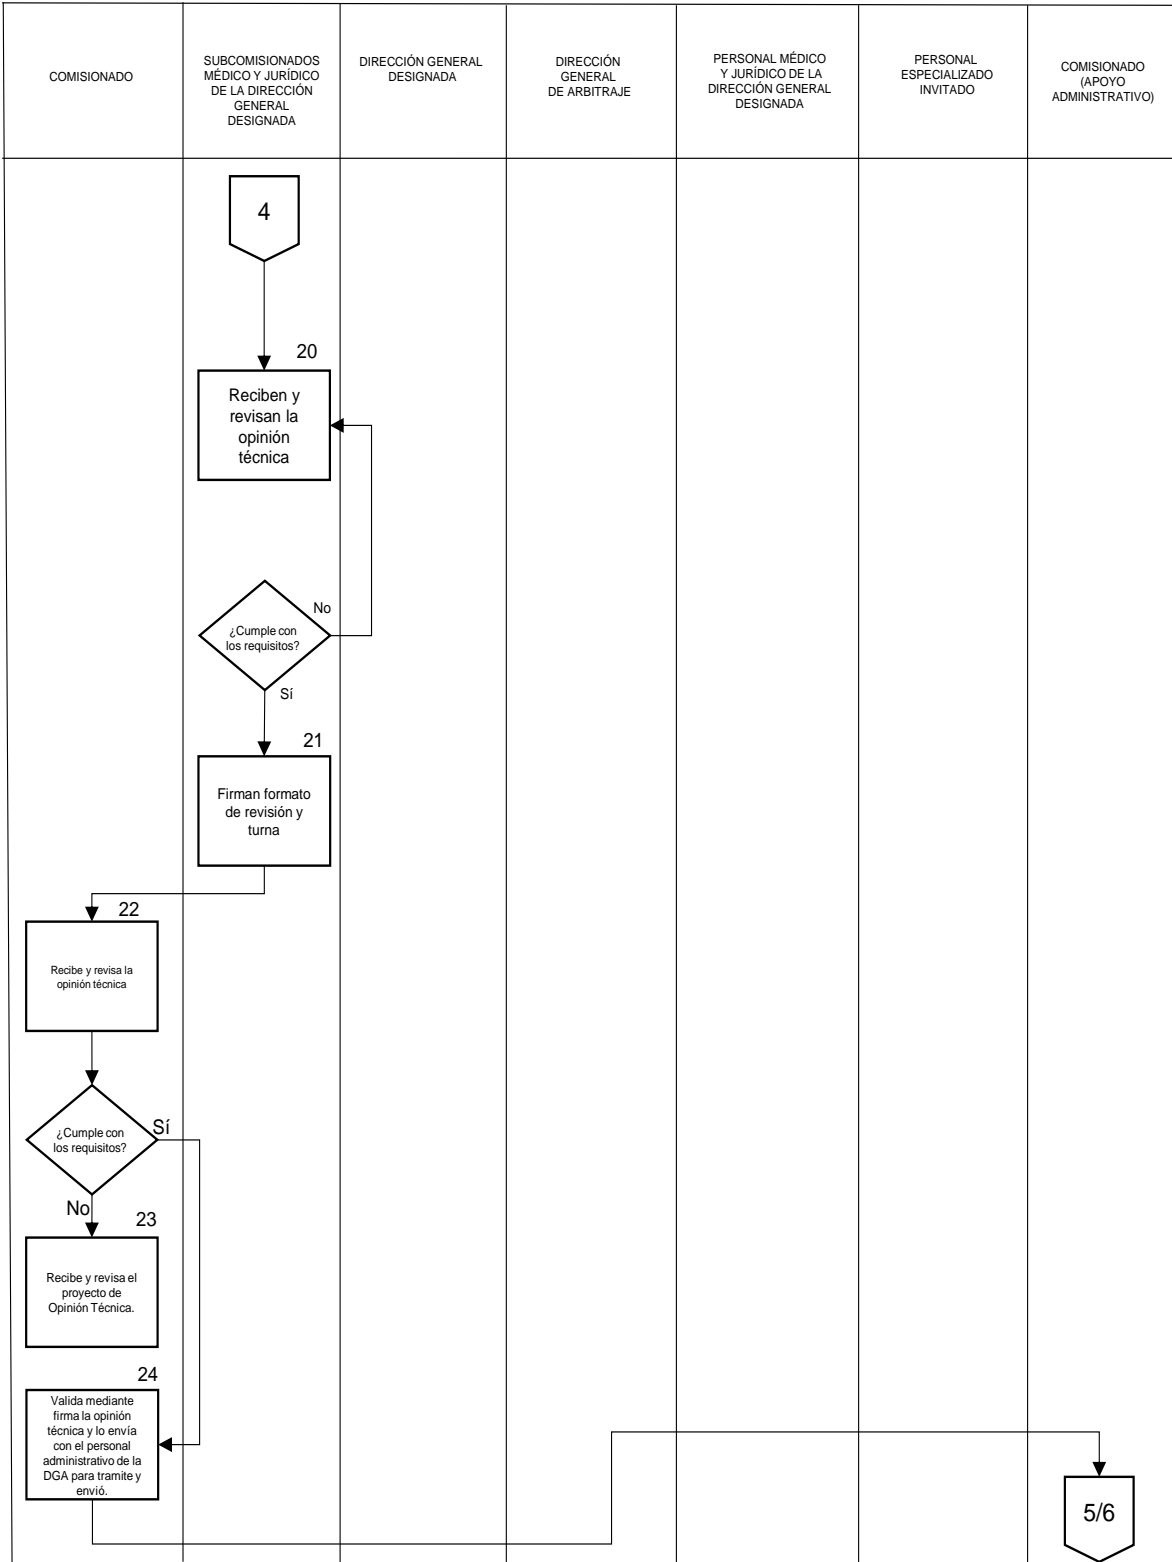 COMISIONADO
SUBCOMISIONADOS
MÉDICO Y JURÍDICO
DE LA DIRECCIÓN
GENERAL
DESIGNADA
DIRECCIÓN GENERAL
DESIGNADA
DIRECCIÓN
GENERAL
DE ARBITRAJE
PERSONAL MÉDICO
Y JURÍDICO DE LA
DIRECCIÓN GENERAL
DESIGNADA
PERSONAL
ESPECIALIZADO
INVITADO
COMISIONADO
(APOYO
ADMINISTRATIVO)
4
20
Reciben y
revisan la
opinión
técnica
No
¿Cumple con
los requisitos?
Sí
21
Firman formato
de revisión y
turna
22
Recibe y revisa la
opinión técnica
¿Cumple con
los requisitos?
Sí
No
23
Recibe y revisa el
proyecto de
Opinión Técnica.
24
Valida mediante
firma la opinión
técnica y lo envía
con el personal
administrativo de la
DGA para tramite y
envió.
5/6